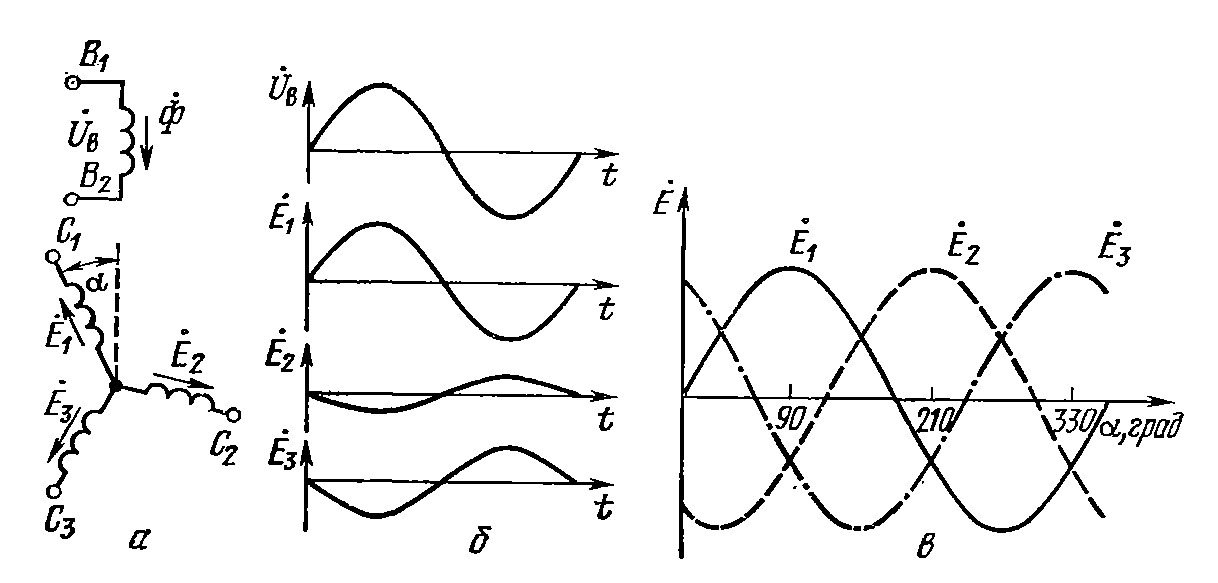 B₁
U̇в
Φ̇
B₂
C₁
α
Ė₁
Ė₂
Ė₃
C₂
C₃
а
U̇в
t
Ė₁
t
Ė₂
t
Ė₃
t
б
Ė
Ė₁
Ė₂
Ė₃
90
210
330
α, град
в